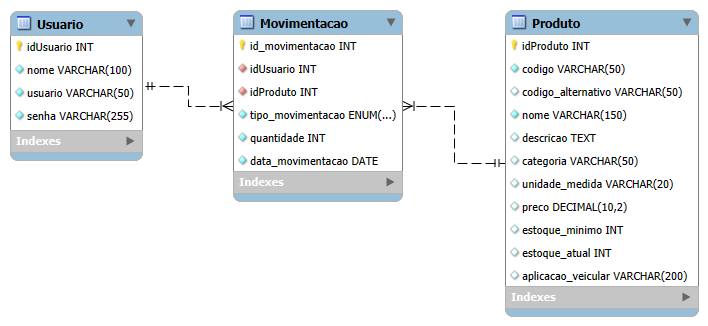 Usuario
idUsuario INT
nome VARCHAR(100)
usuario VARCHAR(50)
senha VARCHAR(255)
Indexes
Movimentacao
id_movimentacao INT
idUsuario INT
idProduto INT
tipo_movimentacao ENUM(...)
quantidade INT
data_movimentacao DATE
Indexes
Produto
idProduto INT
codigo VARCHAR(50)
codigo_alternativo VARCHAR(50)
nome VARCHAR(150)
descricao TEXT
categoria VARCHAR(50)
unidade_medida VARCHAR(20)
preco DECIMAL(10,2)
estoque_minimo INT
estoque_atual INT
aplicacao_veicular VARCHAR(200)
Indexes